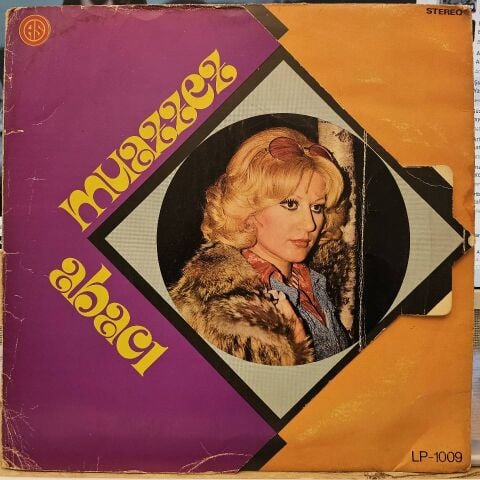 STEREO
muazzez
abacı
LP-1009